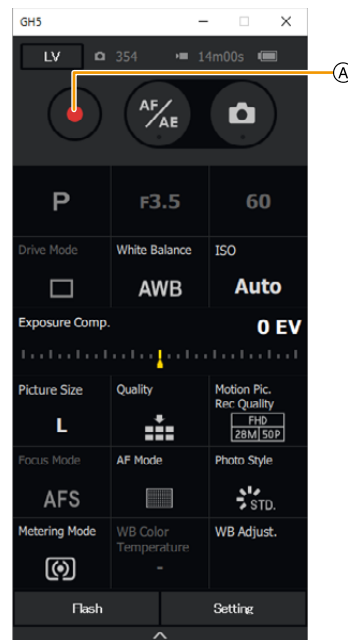 GH5
LV 354 14m00s
A
AF/AE
P F3.5 60
Drive Mode White Balance ISO
AWB Auto
Exposure Comp. 0 EV
Picture Size Quality Motion Pic.
Rec Quality
L FHD
28M 50P
Focus Mode AF Mode Photo Style
AFS STD.
Metering Mode WB Color
Temperature WB Adjust.
-
Flash Setting